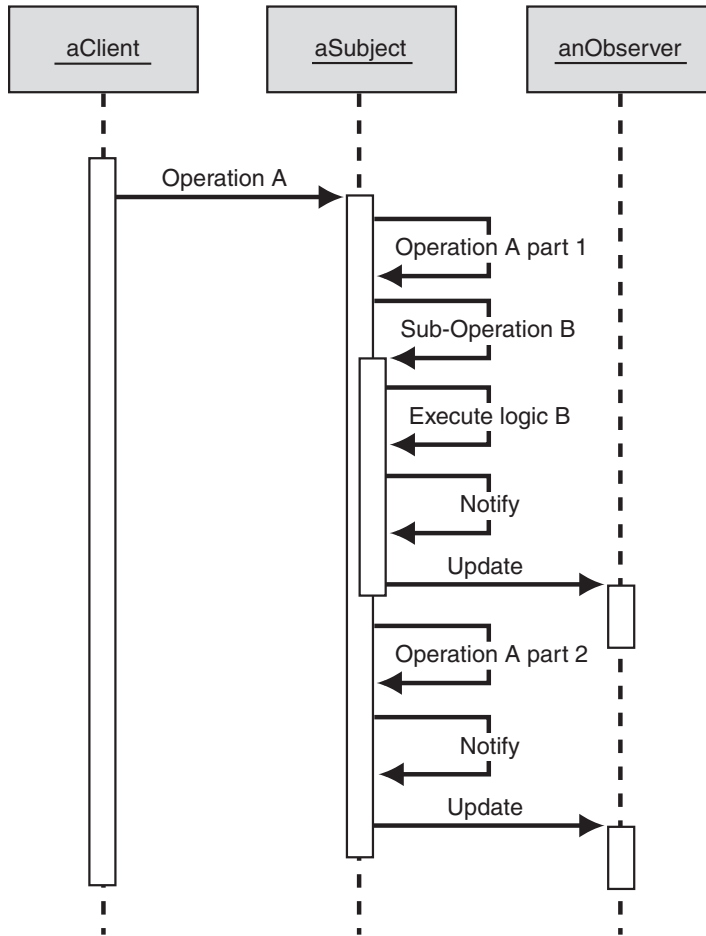 aClient
aSubject
anObserver
Operation A
Operation A part 1
Sub-Operation B
Execute logic B
Notify
Update
Operation A part 2
Notify
Update